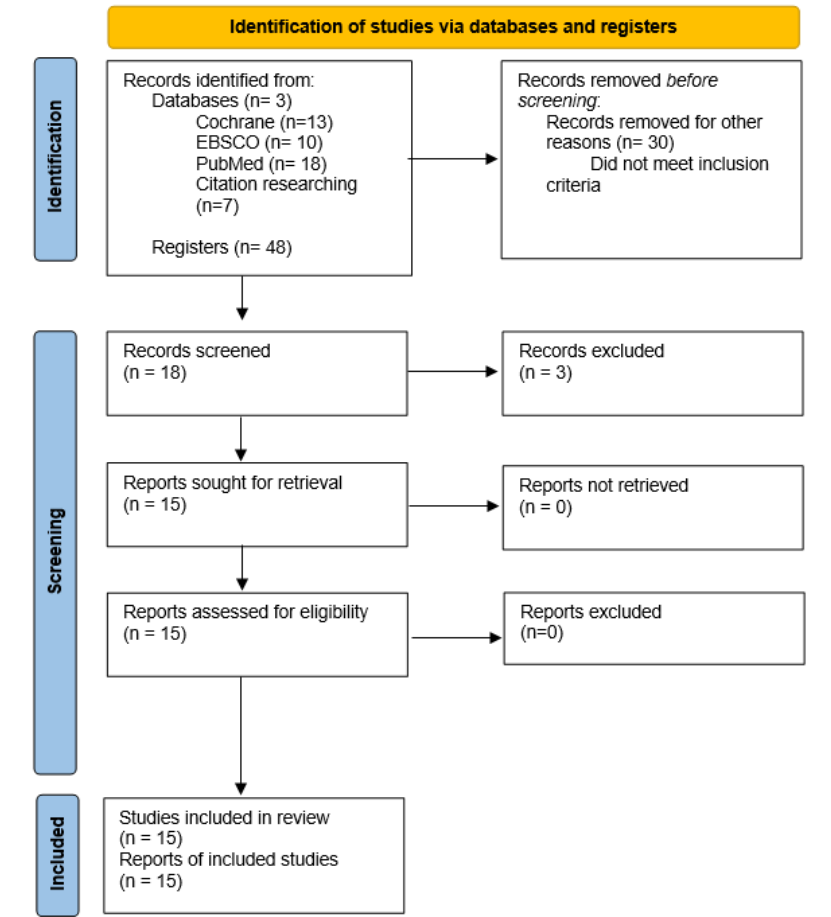 Identification of studies via databases and registers
Identification
Records identified from:
Databases (n= 3)
Cochrane (n=13)
EBSCO (n= 10)
PubMed (n= 18)
Citation researching
(n=7)
Registers (n= 48)
Records removed before
screening:
Records removed for other
reasons (n= 30)
Did not meet inclusion
criteria
Screening
Records screened
(n = 18)
Records excluded
(n = 3)
Reports sought for retrieval
(n = 15)
Reports not retrieved
(n = 0)
Reports assessed for eligibility
(n = 15)
Reports excluded
(n=0)
Included
Studies included in review
(n = 15)
Reports of included studies
(n = 15)